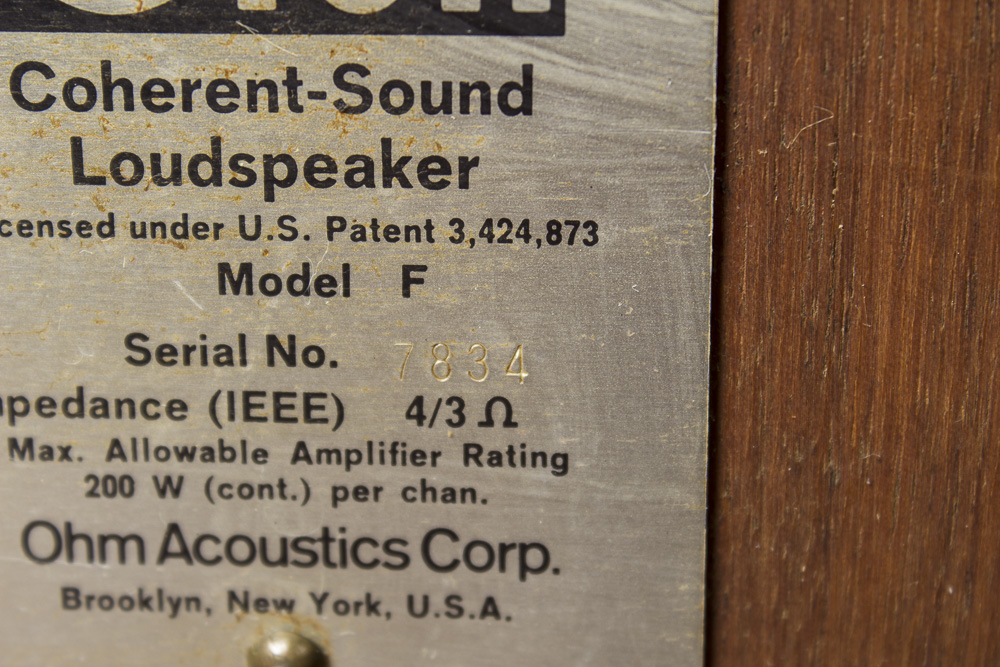 Coherent-Sound
Loudspeaker
censed under U.S. Patent 3,424,873
Model F
Serial No. 7834
mpedance (IEEE) 4/3 Ω
Max. Allowable Amplifier Rating
200 W (cont.) per chan.
Ohm Acoustics Corp.
Brooklyn, New York, U.S.A.